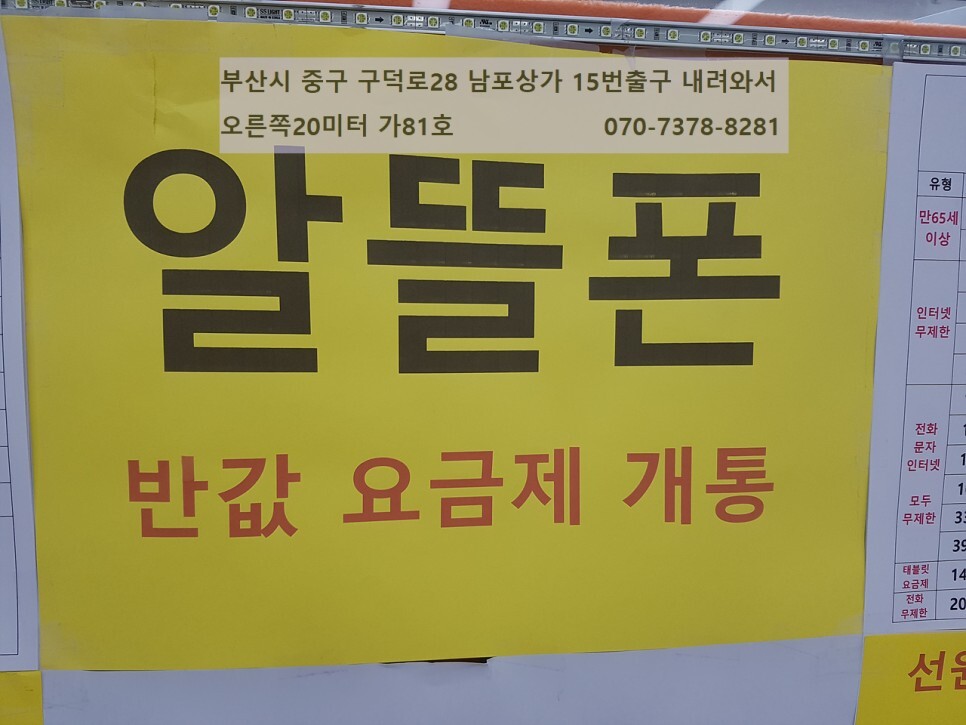 부산시 중구 구덕로28 남포상가 15번출구 내려와서
오른쪽20미터 가81호 070-7378-8281
알뜰폰
반값 요금제 개통
유형
만65세
이상
인터넷
무제한
전화
문자
인터넷
모두
무제한
태블릿
요금제
전화
무제한